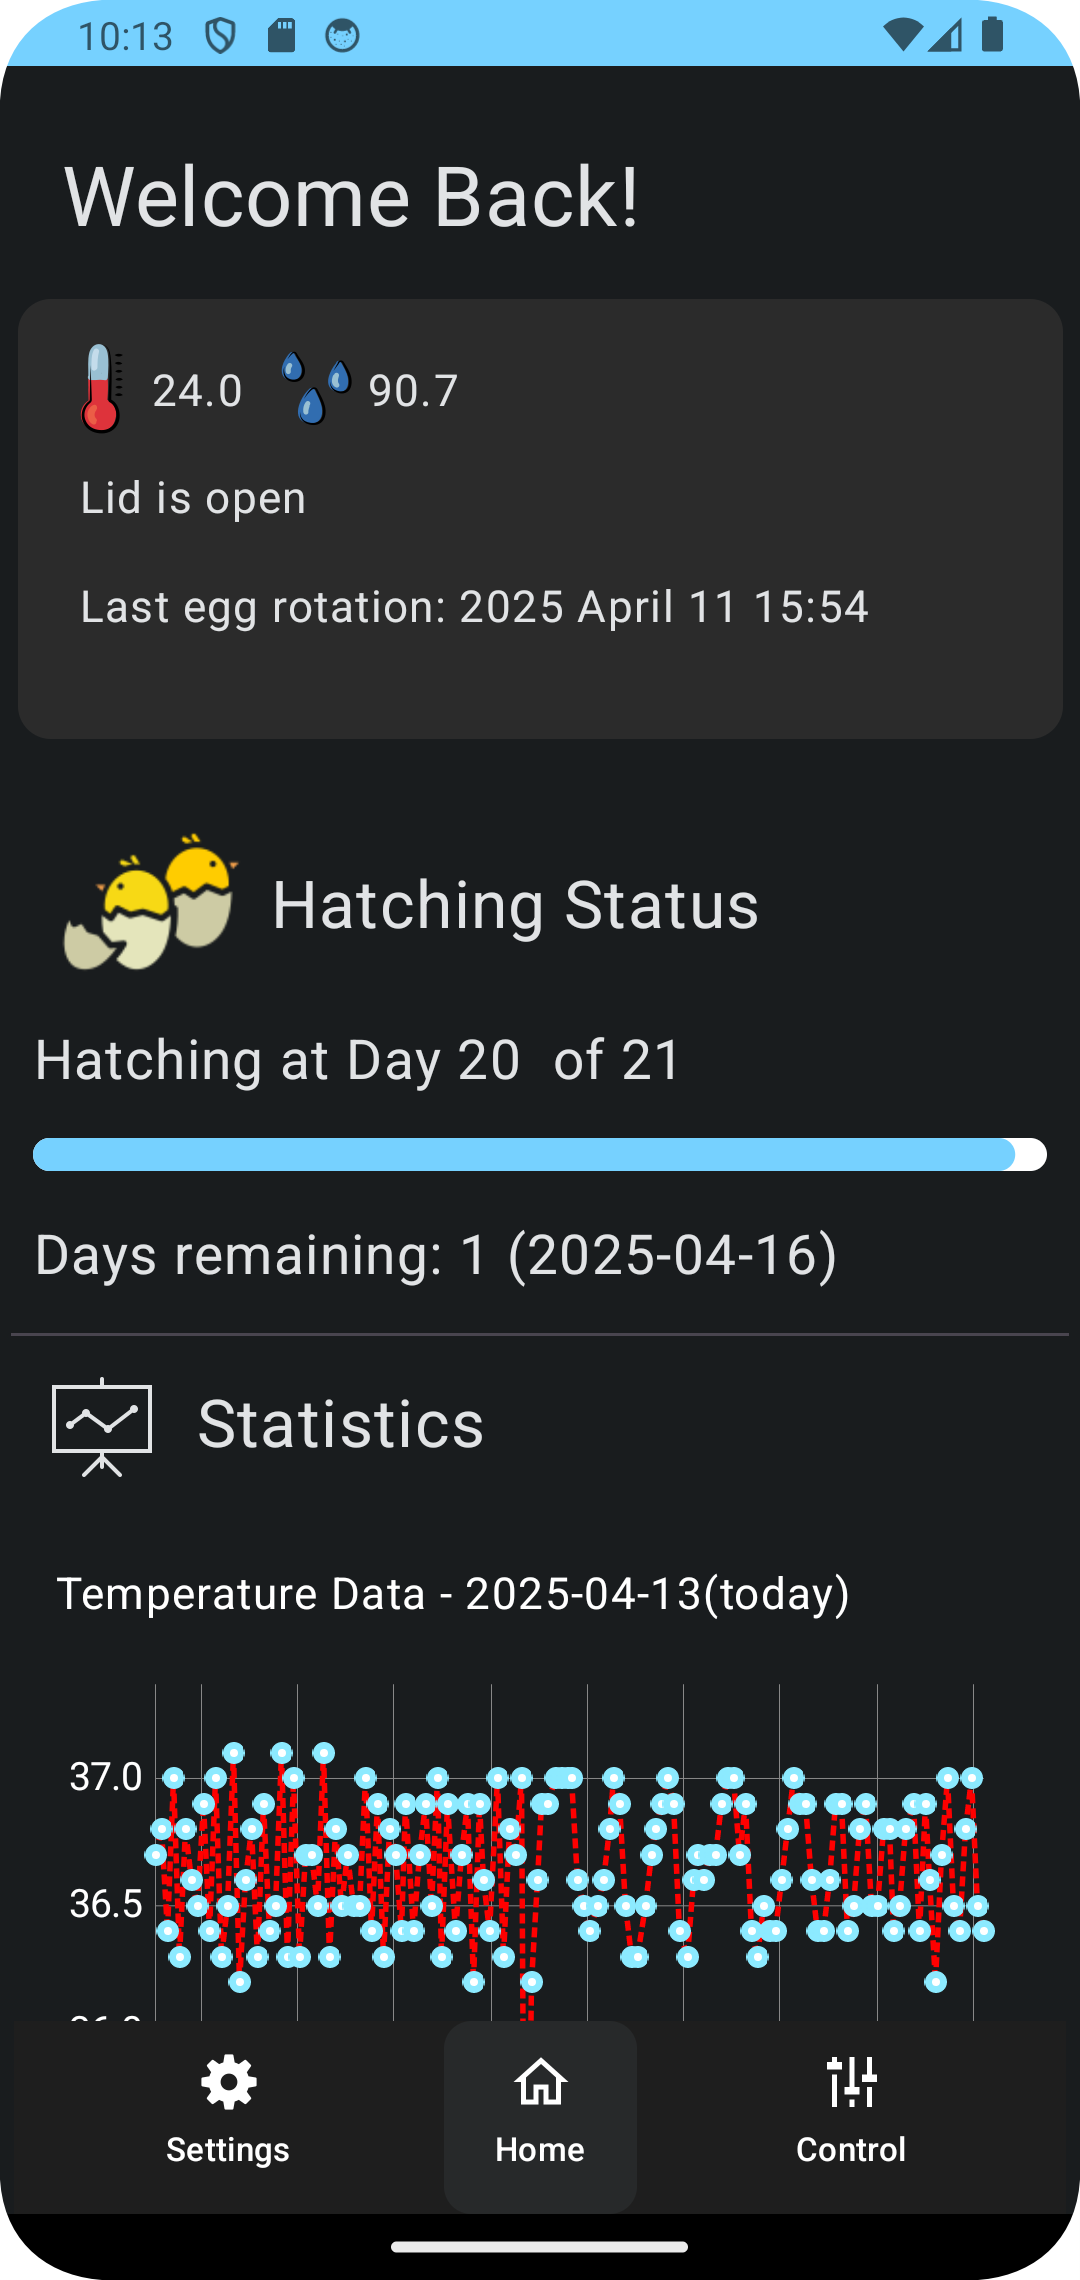 10:13
Welcome Back!
24.0 90.7
Lid is open
Last egg rotation: 2025 April 11 15:54
Hatching Status
Hatching at Day 20 of 21
Days remaining: 1 (2025-04-16)
Statistics
Temperature Data - 2025-04-13(today)
37.0
36.5
Settings Home Control